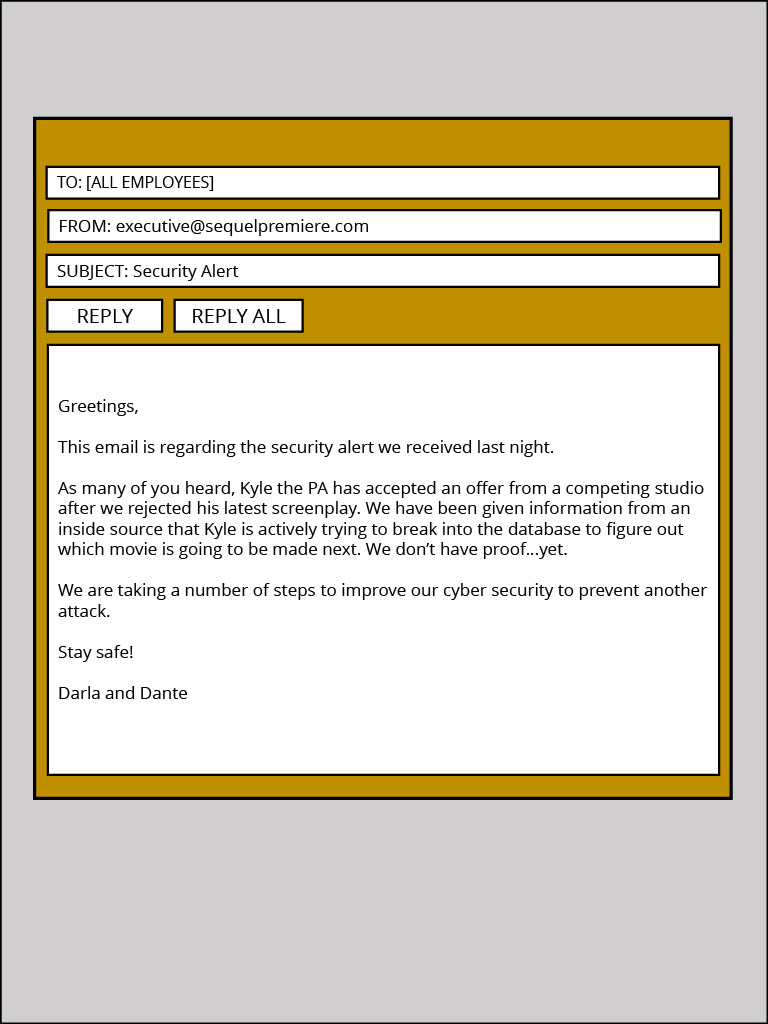 TO: [ALL EMPLOYEES]
FROM: executive@sequelpremiere.com
SUBJECT: Security Alert
REPLY
REPLY ALL
Greetings,
This email is regarding the security alert we received last night.
As many of you heard, Kyle the PA has accepted an offer from a competing studio
after we rejected his latest screenplay. We have been given information from an
inside source that Kyle is actively trying to break into the database to figure out
which movie is going to be made next. We don’t have proof...yet.
We are taking a number of steps to improve our cyber security to prevent another
attack.
Stay safe!
Darla and Dante